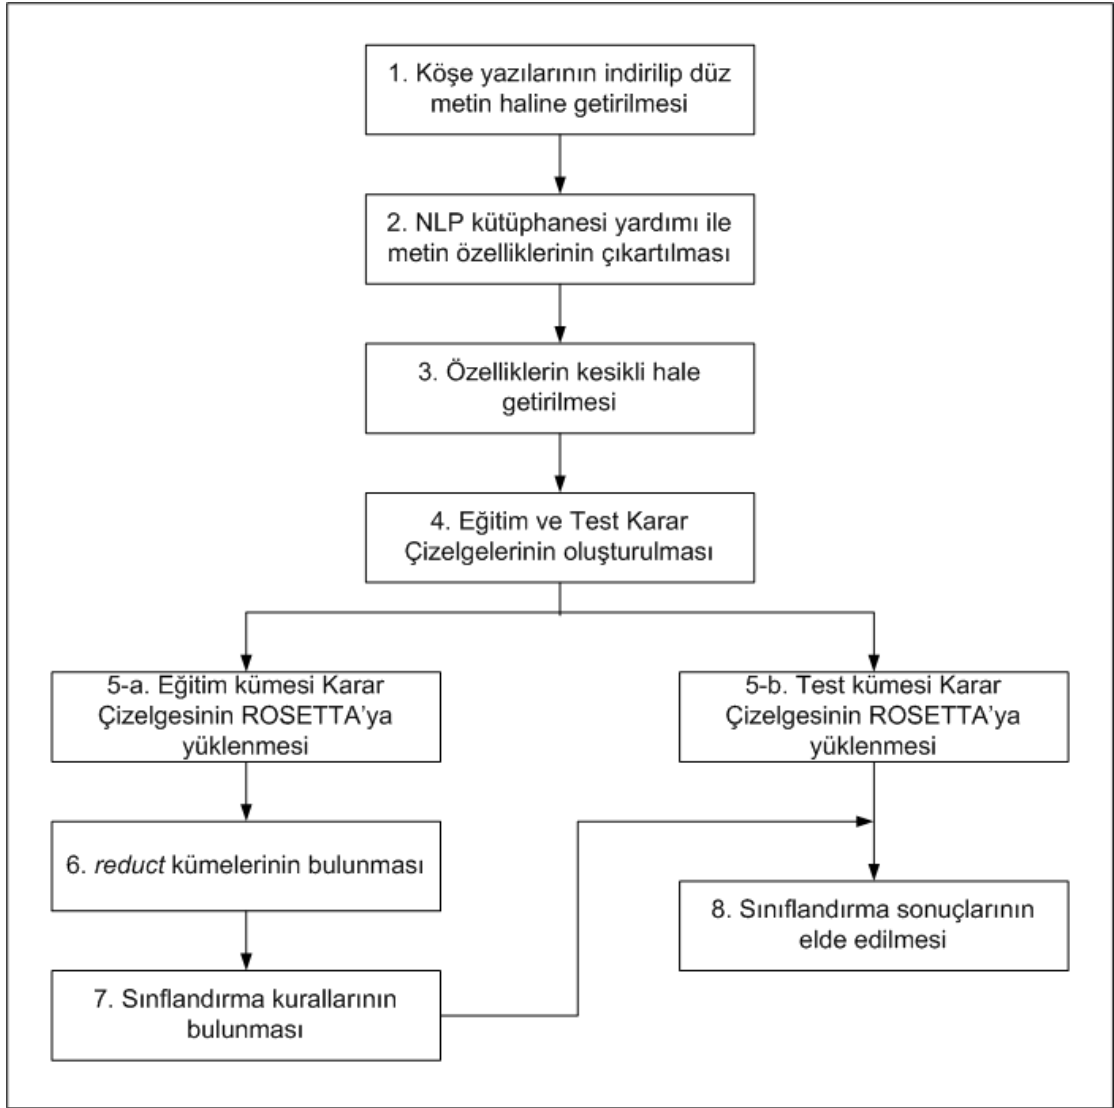 1. Köşe yazılarının indirilip düz
metin haline getirilmesi
2. NLP kütüphanesi yardımı ile
metin özelliklerinin çıkartılması
3. Özelliklerin kesikli hale
getirilmesi
4. Eğitim ve Test Karar
Çizelgelerinin oluşturulması
5-a. Eğitim kümesi Karar
Çizelgesinin ROSETTA'ya
yüklenmesi
5-b. Test kümesi Karar
Çizelgesinin ROSETTA'ya
yüklenmesi
6. reduct kümelerinin bulunması
7. Sınflandırma kurallarının
bulunması
8. Sınıflandırma sonuçlarının
elde edilmesi